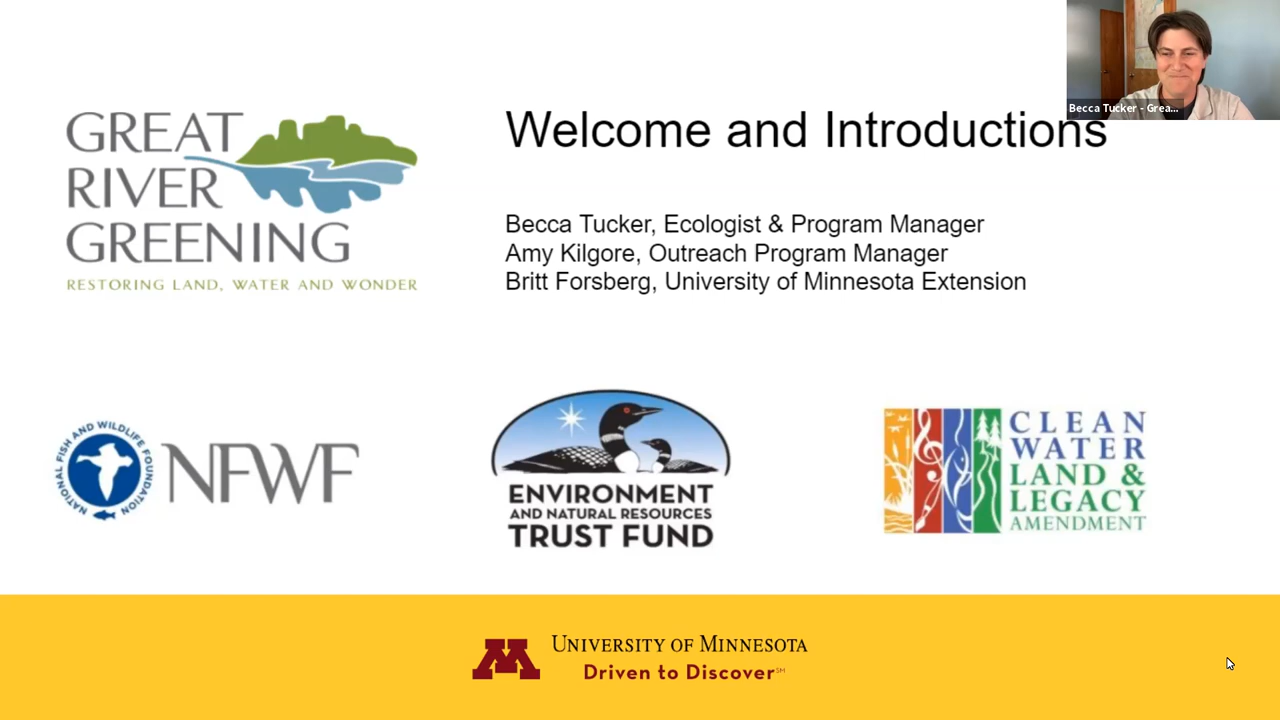 Becca Tucker - Grea...
GREAT
RIVER
GREENING
RESTORING LAND, WATER AND WONDER
Welcome and Introductions
Becca Tucker, Ecologist & Program Manager
Amy Kilgore, Outreach Program Manager
Britt Forsberg, University of Minnesota Extension
NATIONAL FISH AND WILDLIFE FOUNDATION
NFWF
ENVIRONMENT
AND NATURAL RESOURCES
TRUST FUND
CLEAN
WATER
LAND &
LEGACY
AMENDMENT
M
UNIVERSITY OF MINNESOTA
Driven to Discover℠